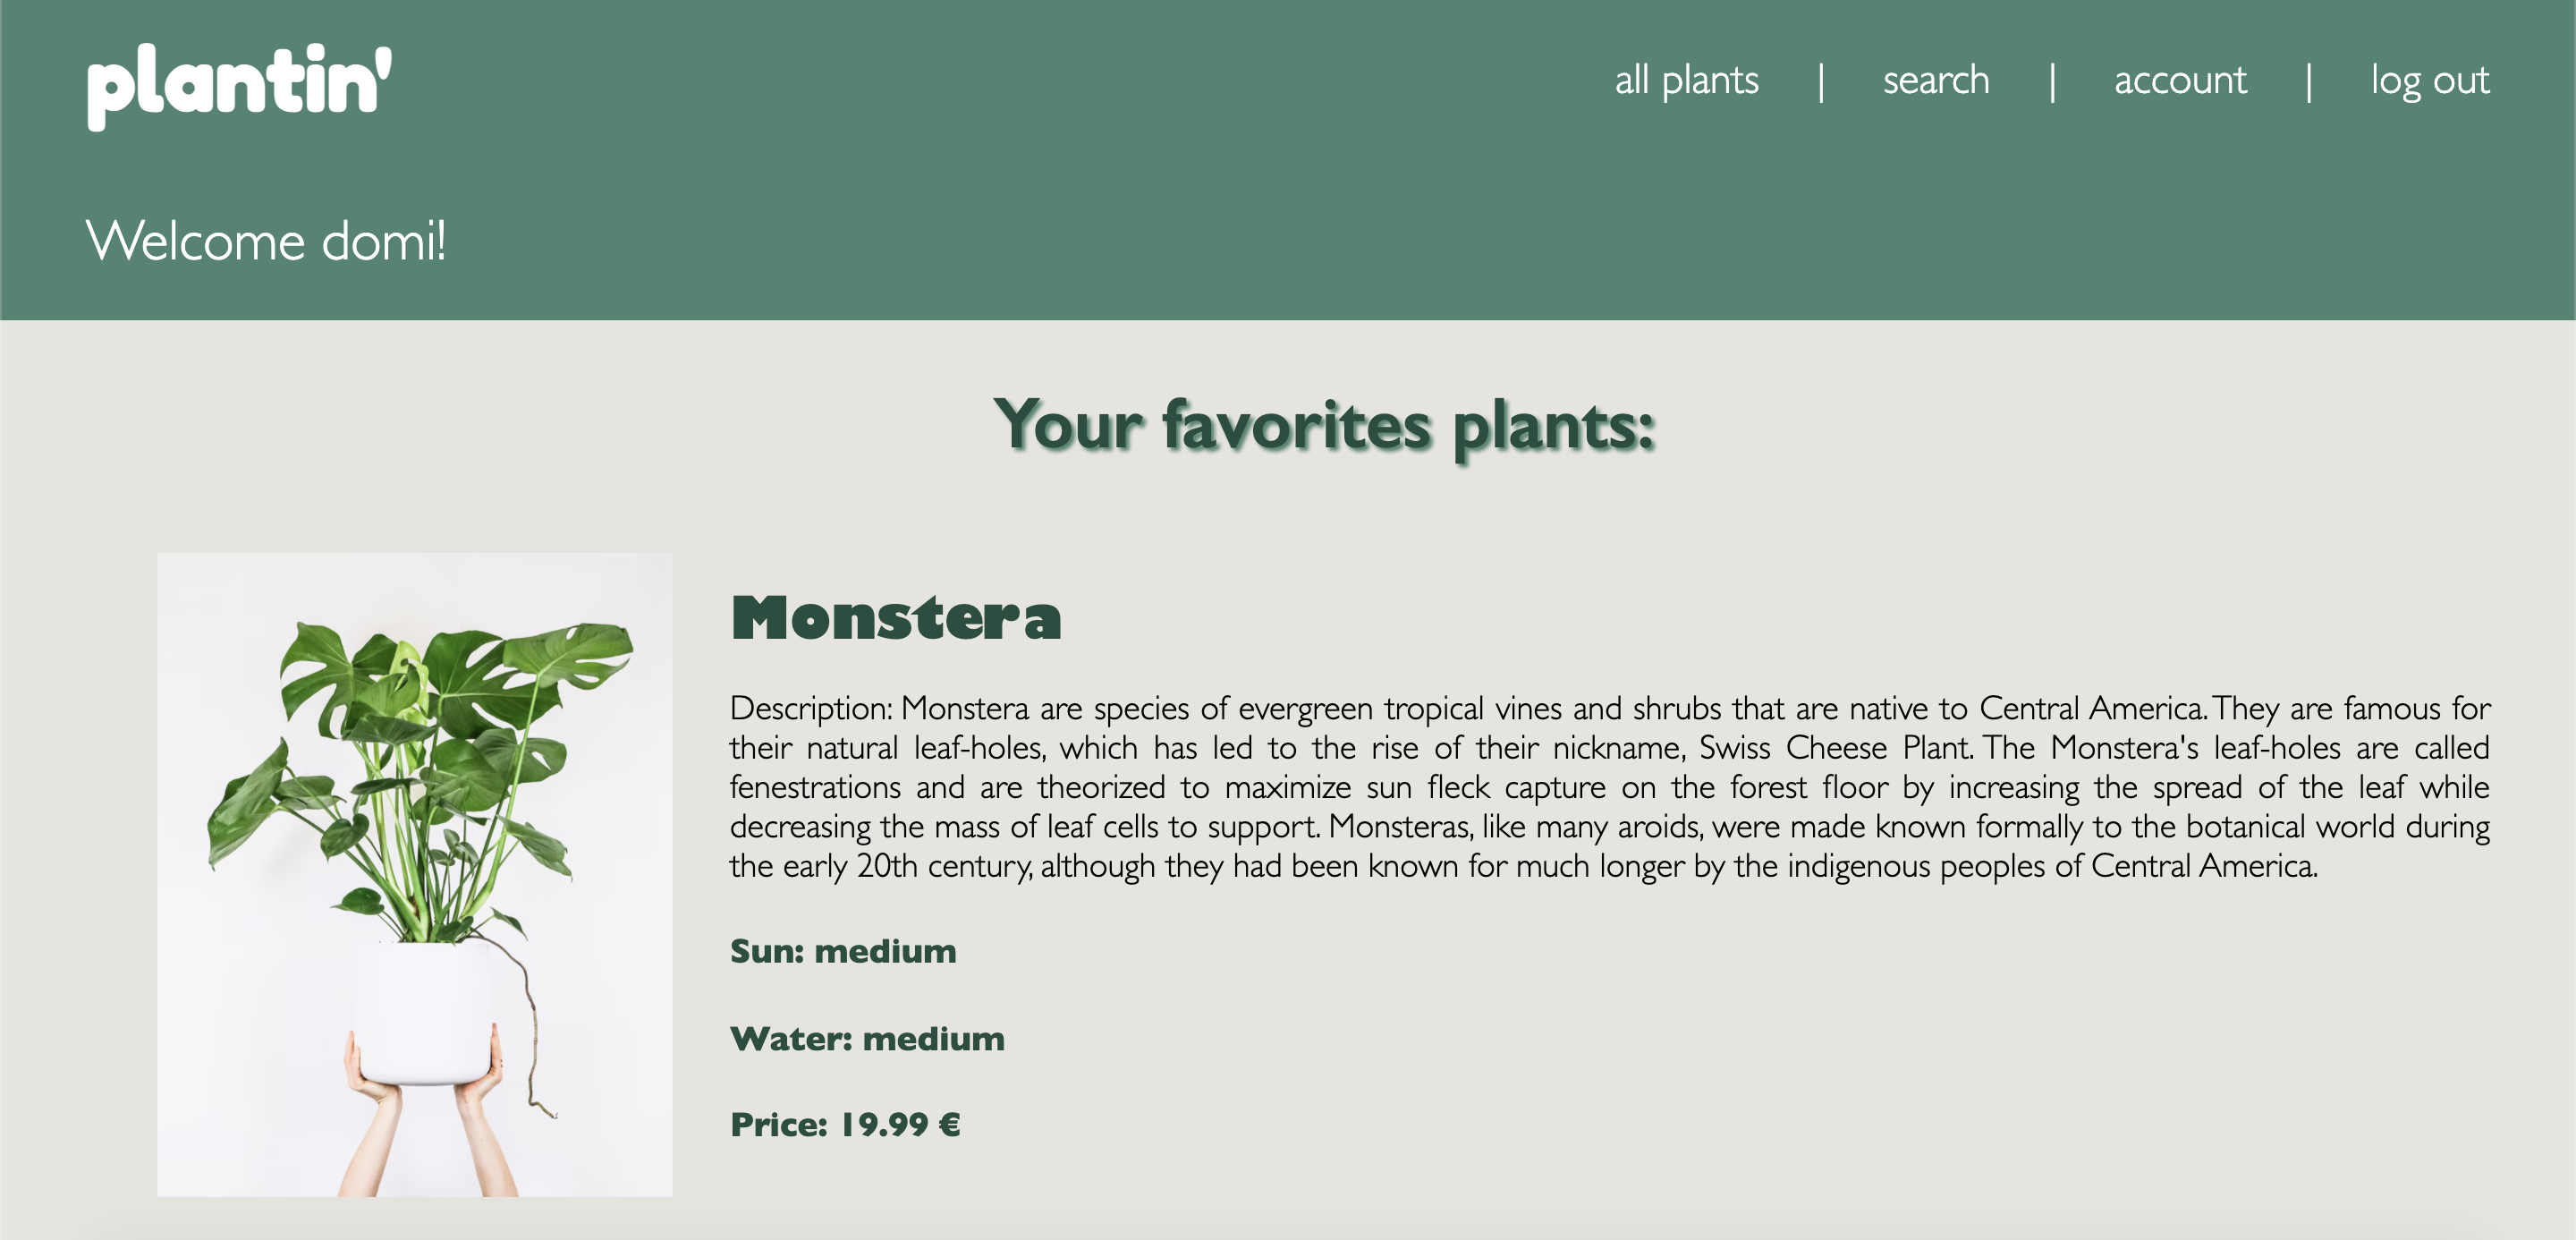 plantin'
all plants | search | account | log out
Welcome domi!
Your favorites plants:
Monstera
Description: Monstera are species of evergreen tropical vines and shrubs that are native to Central America. They are famous for
their natural leaf-holes, which has led to the rise of their nickname, Swiss Cheese Plant. The Monstera's leaf-holes are called
fenestrations and are theorized to maximize sun fleck capture on the forest floor by increasing the spread of the leaf while
decreasing the mass of leaf cells to support. Monsteras, like many aroids, were made known formally to the botanical world during
the early 20th century, although they had been known for much longer by the indigenous peoples of Central America.
Sun: medium
Water: medium
Price: 19.99 €